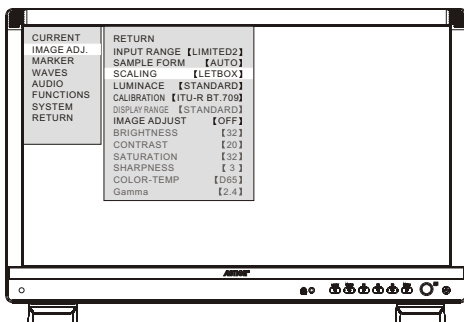 CURRENT
IMAGE ADJ.
MARKER
WAVES
AUDIO
FUNCTIONS
SYSTEM
RETURN
RETURN
INPUT RANGE【LIMITED2】
SAMPLE FORM 【AUTO】
SCALING 【LETBOX】
LUMINACE 【STANDARD】
CALIBRATION【ITU-R BT.709】
DISPLAY RANGE 【STANDARD】
IMAGE ADJUST 【OFF】
BRIGHTNESS 【32】
CONTRAST 【20】
SATURATION 【32】
SHARPNESS 【 3 】
COLOR-TEMP 【D65】
Gamma 【2.4】